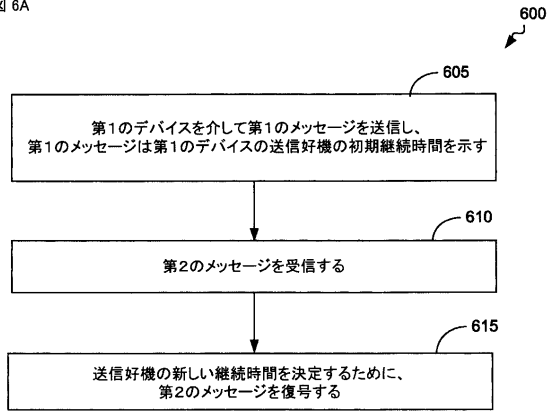 図 6A
600
605
第1のデバイスを介して第1のメッセージを送信し、
第1のメッセージは第1のデバイスの送信好機の初期継続時間を示す
610
第2のメッセージを受信する
615
送信好機の新しい継続時間を決定するために、
第2のメッセージを復号する